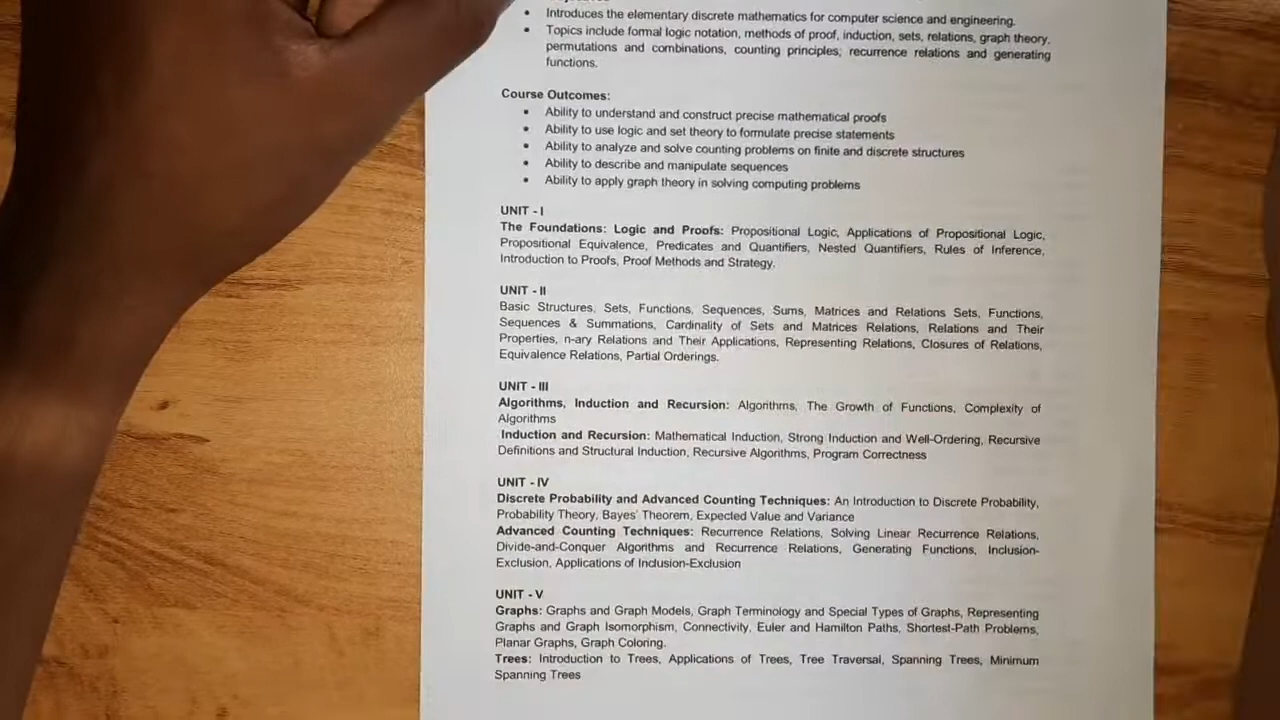 • Introduces the elementary discrete mathematics for computer science and engineering.
• Topics include formal logic notation, methods of proof, induction, sets, relations, graph theory,
permutations and combinations, counting principles; recurrence relations and generating
functions.
Course Outcomes:
• Ability to understand and construct precise mathematical proofs
• Ability to use logic and set theory to formulate precise statements
• Ability to analyze and solve counting problems on finite and discrete structures
• Ability to describe and manipulate sequences
• Ability to apply graph theory in solving computing problems
UNIT - I
The Foundations: Logic and Proofs: Propositional Logic, Applications of Propositional Logic,
Propositional Equivalence, Predicates and Quantifiers, Nested Quantifiers, Rules of Inference,
Introduction to Proofs, Proof Methods and Strategy.
UNIT - II
Basic Structures, Sets, Functions, Sequences, Sums, Matrices and Relations Sets, Functions,
Sequences & Summations, Cardinality of Sets and Matrices Relations, Relations and Their
Properties, n-ary Relations and Their Applications, Representing Relations, Closures of Relations,
Equivalence Relations, Partial Orderings.
UNIT - III
Algorithms, Induction and Recursion: Algorithms, The Growth of Functions, Complexity of
Algorithms
Induction and Recursion: Mathematical Induction, Strong Induction and Well-Ordering, Recursive
Definitions and Structural Induction, Recursive Algorithms, Program Correctness
UNIT - IV
Discrete Probability and Advanced Counting Techniques: An Introduction to Discrete Probability,
Probability Theory, Bayes' Theorem, Expected Value and Variance
Advanced Counting Techniques: Recurrence Relations, Solving Linear Recurrence Relations,
Divide-and-Conquer Algorithms and Recurrence Relations, Generating Functions, Inclusion-
Exclusion, Applications of Inclusion-Exclusion
UNIT - V
Graphs: Graphs and Graph Models, Graph Terminology and Special Types of Graphs, Representing
Graphs and Graph Isomorphism, Connectivity, Euler and Hamilton Paths, Shortest-Path Problems,
Planar Graphs, Graph Coloring.
Trees: Introduction to Trees, Applications of Trees, Tree Traversal, Spanning Trees, Minimum
Spanning Trees